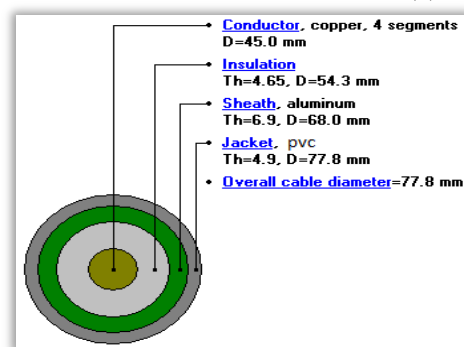 Conductor, copper, 4 segments
D=45.0 mm
Insulation
Th=4.65, D=54.3 mm
Sheath, aluminum
Th=6.9, D=68.0 mm
Jacket, pvc
Th=4.9, D=77.8 mm
Overall cable diameter=77.8 mm